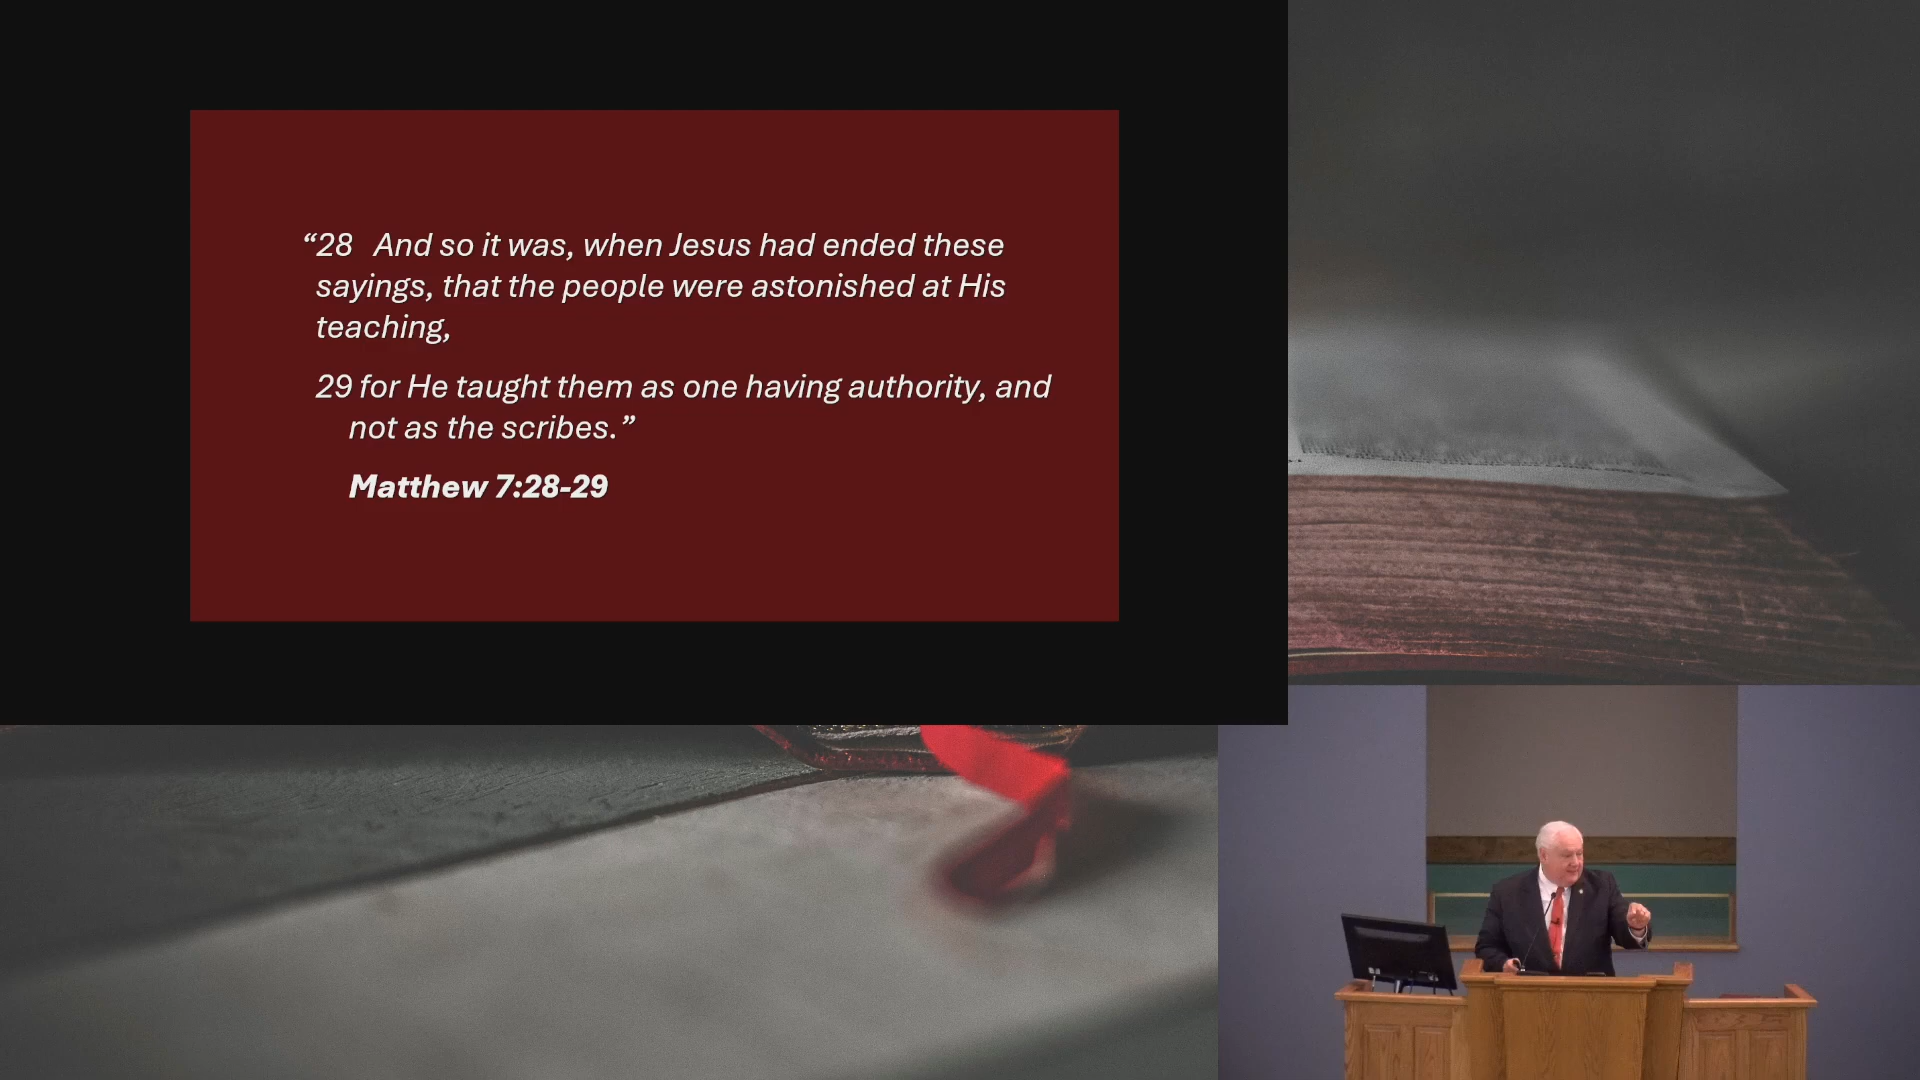 “28 And so it was, when Jesus had ended these
sayings, that the people were astonished at His
teaching,
29 for He taught them as one having authority, and
not as the scribes.”
Matthew 7:28-29